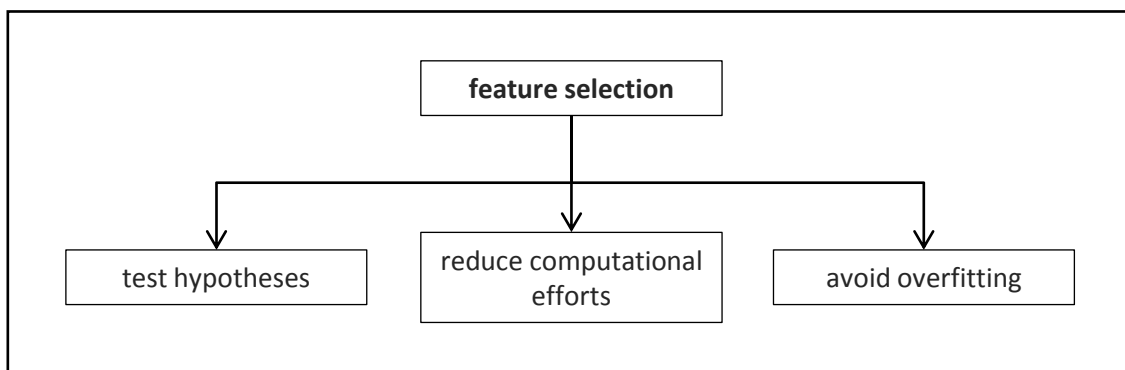 feature selection
test hypotheses
reduce computational
efforts
avoid overfitting